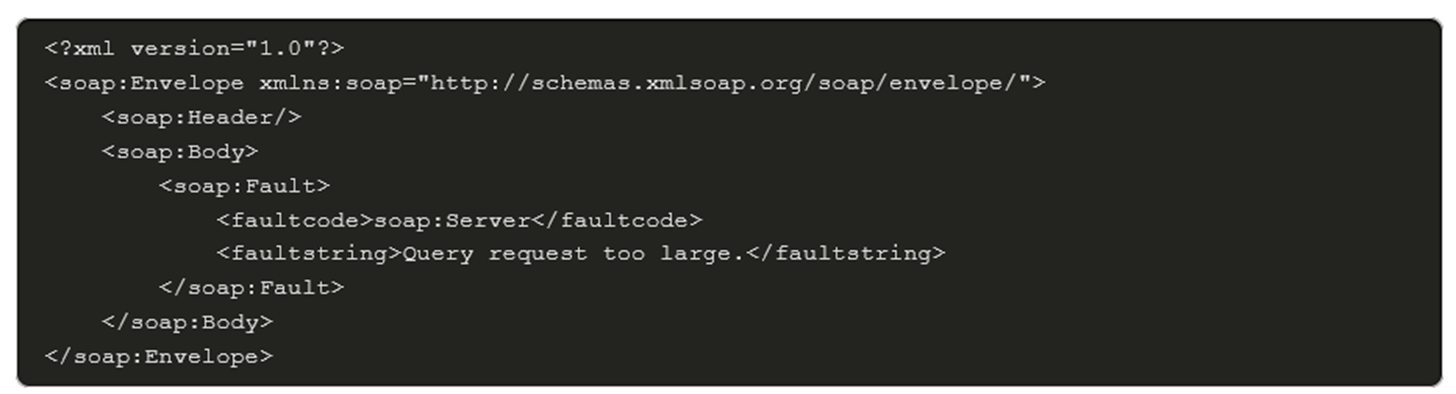 <?xml version="1.0"?>
<soap:Envelope xmlns:soap="http://schemas.xmlsoap.org/soap/envelope/">
    <soap:Header/>
    <soap:Body>
        <soap:Fault>
            <faultcode>soap:Server</faultcode>
            <faultstring>Query request too large.</faultstring>
        </soap:Fault>
    </soap:Body>
</soap:Envelope>